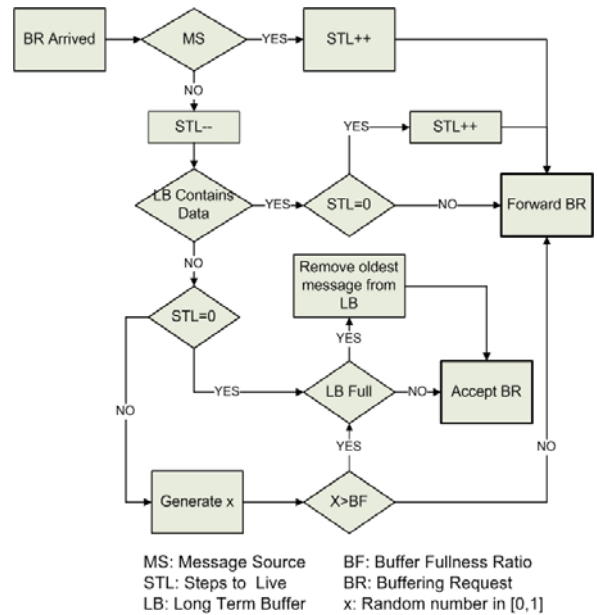 BR Arrived
MS
YES
STL++
NO
STL--
YES
STL++
LB Contains
Data
YES
STL=0
NO
Forward BR
NO
Remove oldest
message from
LB
STL=0
YES
YES
LB Full
NO
Accept BR
NO
YES
NO
Generate x
X>BF
MS: Message Source
STL: Steps to Live
LB: Long Term Buffer
BF: Buffer Fullness Ratio
BR: Buffering Request
x: Random number in [0,1]